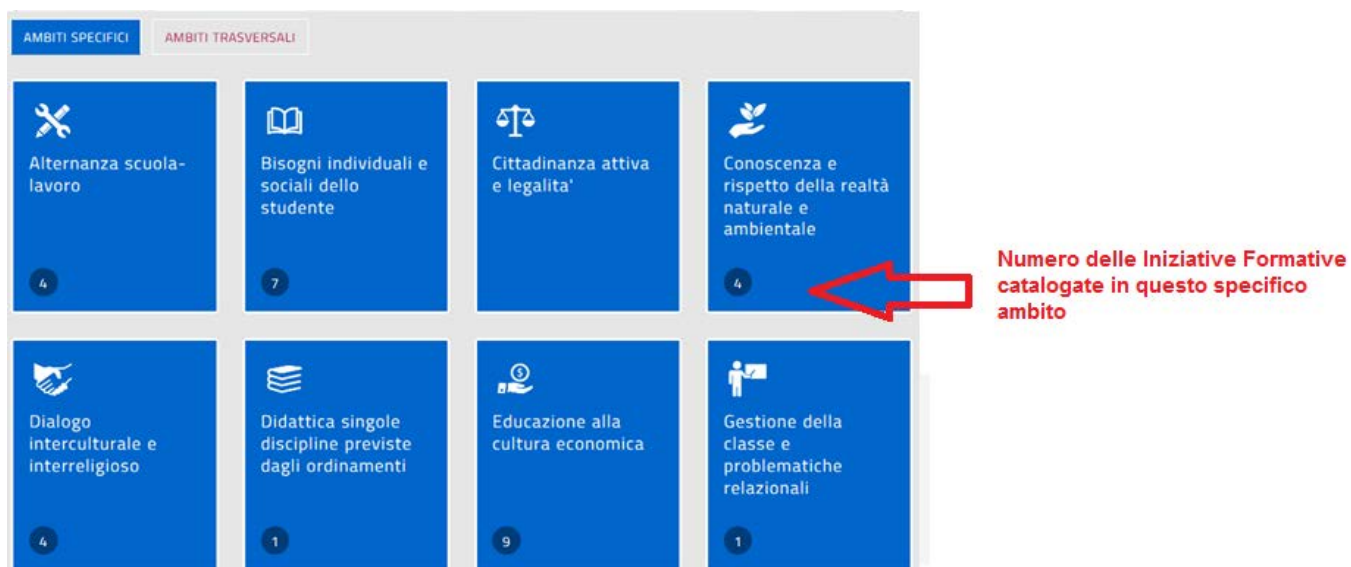 AMBITI SPECIFICI
AMBITI TRASVERSALI
Alternanza scuola-
lavoro
4
Bisogni individuali e
sociali dello
studente
7
Cittadinanza attiva
e legalita'
Conoscenza e
rispetto della realtà
naturale e
ambientale
4
Numero delle Iniziative Formative
catalogate in questo specifico
ambito
Dialogo
interculturale e
interreligioso
4
Didattica singole
discipline previste
dagli ordinamenti
1
Educazione alla
cultura economica
9
Gestione della
classe e
problematiche
relazionali
1